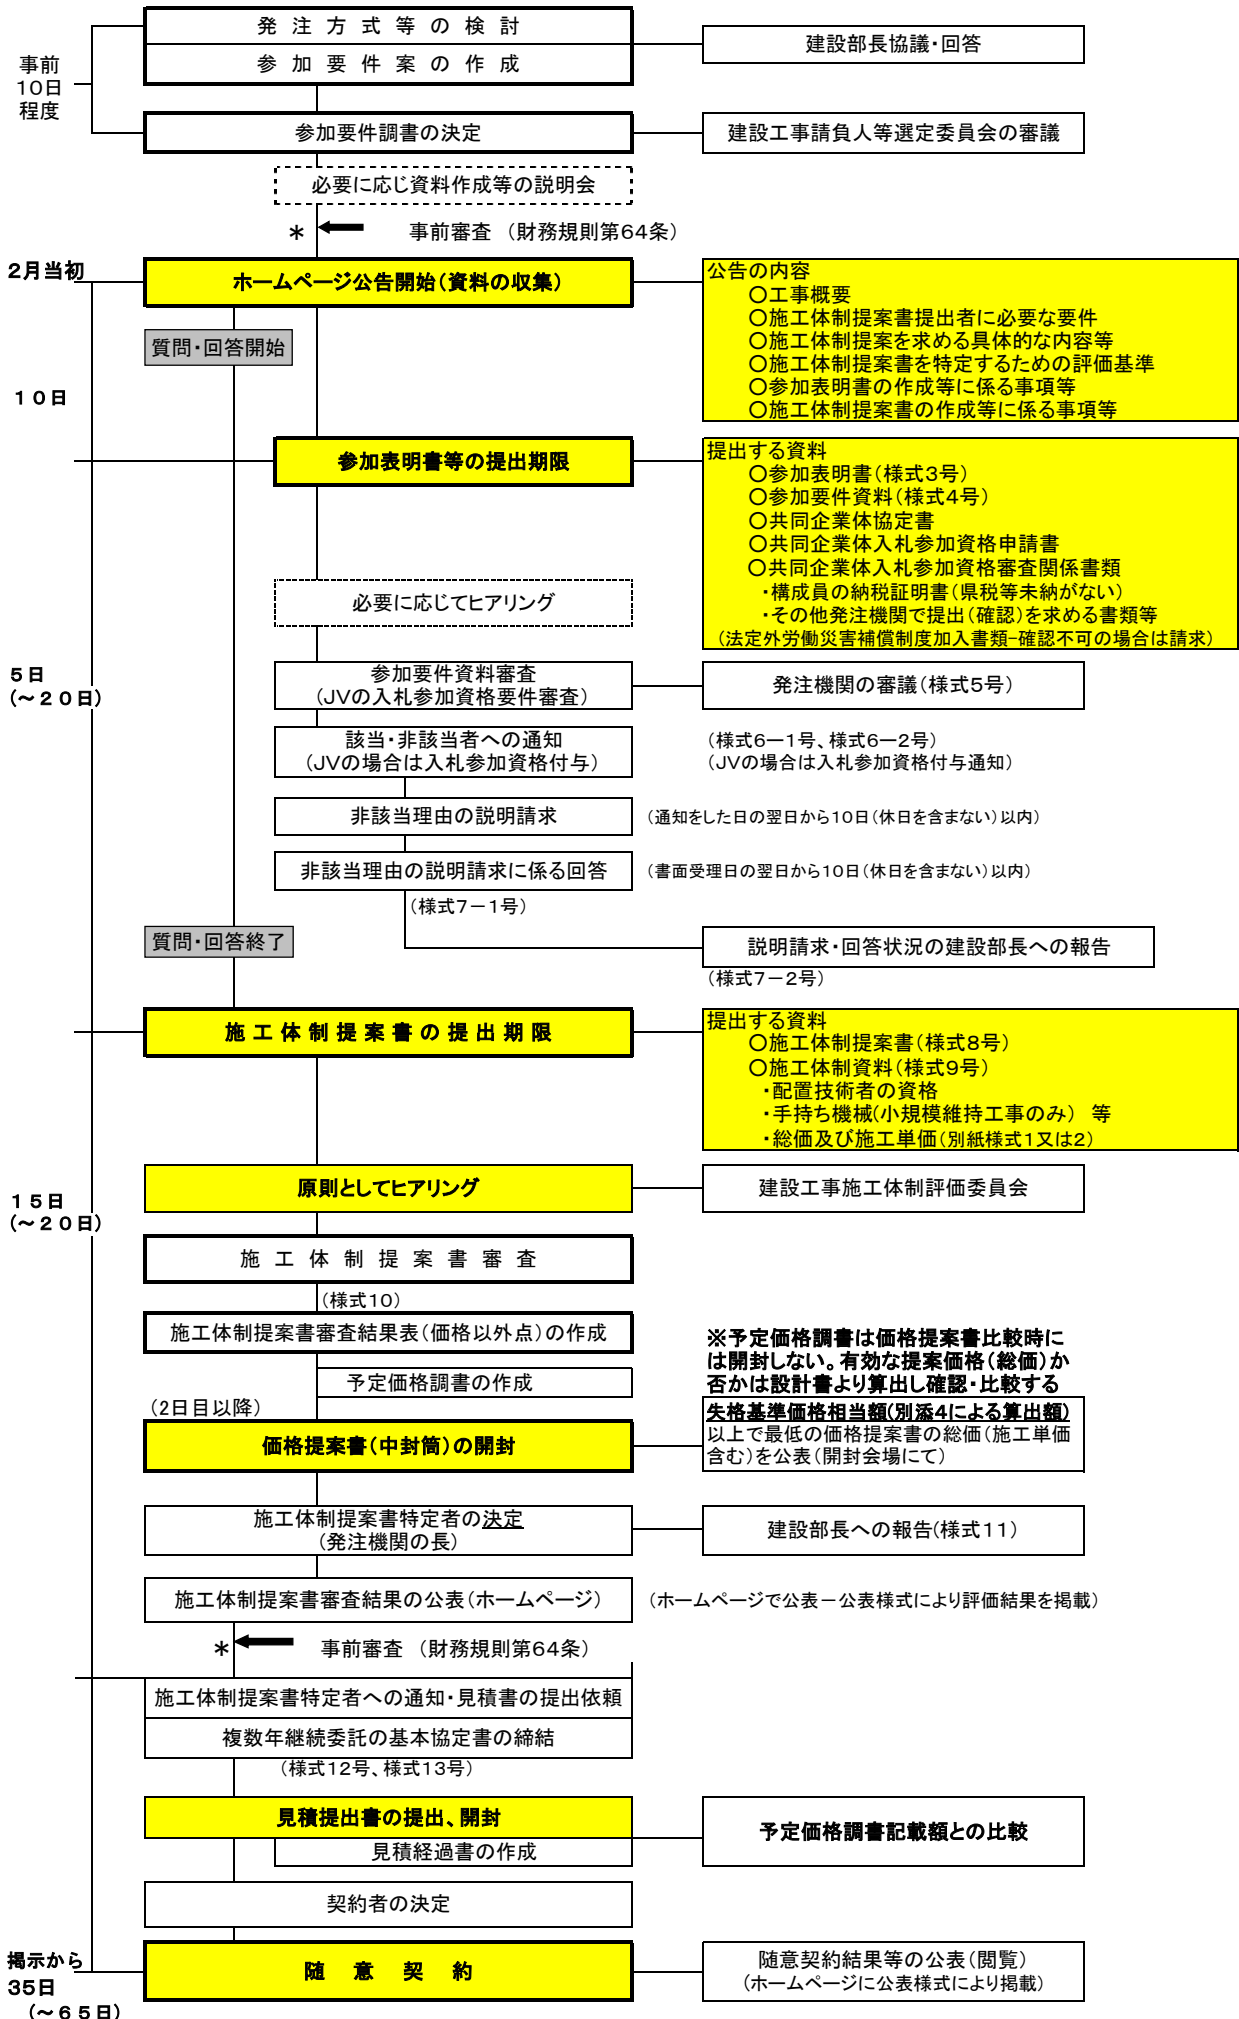 発注方式等の検討
参加要件案の作成
建設部長協議・回答
事前
10日
程度
参加要件調書の決定
建設工事請負人等選定委員会の審議
必要に応じ資料作成等の説明会
＊
事前審査 （財務規則第64条）
2月当初
ホームページ公告開始（資料の収集）
公告の内容
○工事概要
○施工体制提案書提出者に必要な要件
○施工体制提案を求める具体的な内容等
○施工体制提案書を特定するための評価基準
○参加表明書の作成等に係る事項等
○施工体制提案書の作成等に係る事項等
質問・回答開始
１０日
参加表明書等の提出期限
提出する資料
○参加表明書（様式3号）
○参加要件資料（様式4号）
○共同企業体協定書
○共同企業体入札参加資格申請書
○共同企業体入札参加資格審査関係書類
・構成員の納税証明書（県税等未納がない）
・その他発注機関で提出（確認）を求める書類等
（法定外労働災害補償制度加入書類−確認不可の場合は請求）
必要に応じてヒアリング
5日
（～２０日）
参加要件資料審査
（JVの入札参加資格要件審査）
発注機関の審議（様式5号）
該当・非該当者への通知
（JVの場合は入札参加資格付与）
（様式6ー1号、様式6ー2号）
（JVの場合は入札参加資格付与通知）
非該当理由の説明請求
（通知をした日の翌日から10日（休日を含まない）以内）
非該当理由の説明請求に係る回答
（書面受理日の翌日から10日（休日を含まない）以内）
（様式7－1号）
質問・回答終了
説明請求・回答状況の建設部長への報告
（様式7－2号）
施工体制提案書の提出期限
提出する資料
○施工体制提案書（様式8号）
○施工体制資料（様式9号）
・配置技術者の資格
・手持ち機械（小規模維持工事のみ） 等
・総価及び施工単価（別紙様式1又は2）
原則としてヒアリング
建設工事施工体制評価委員会
１５日
（～２０日）
施工体制提案書審査
（様式10）
施工体制提案書審査結果表（価格以外点）の作成
予定価格調書の作成
※予定価格調書は価格提案書比較時に
は開封しない。有効な提案価格（総価）か
否かは設計書より算出し確認・比較する
（2日目以降）
価格提案書（中封筒）の開封
失格基準価格相当額（別添4による算出額）
以上で最低の価格提案書の総価（施工単価
含む）を公表（開封会場にて）
施工体制提案書特定者の決定
（発注機関の長）
建設部長への報告（様式11）
施工体制提案書審査結果の公表（ホームページ）
（ホームページで公表－公表様式により評価結果を掲載）
＊
事前審査 （財務規則第64条）
施工体制提案書特定者への通知・見積書の提出依頼
複数年継続委託の基本協定書の締結
（様式12号、様式13号）
見積提出書の提出、開封
見積経過書の作成
予定価格調書記載額との比較
契約者の決定
掲示から
35日
（～６５日）
随意契約
随意契約結果等の公表（閲覧）
（ホームページに公表様式により掲載）